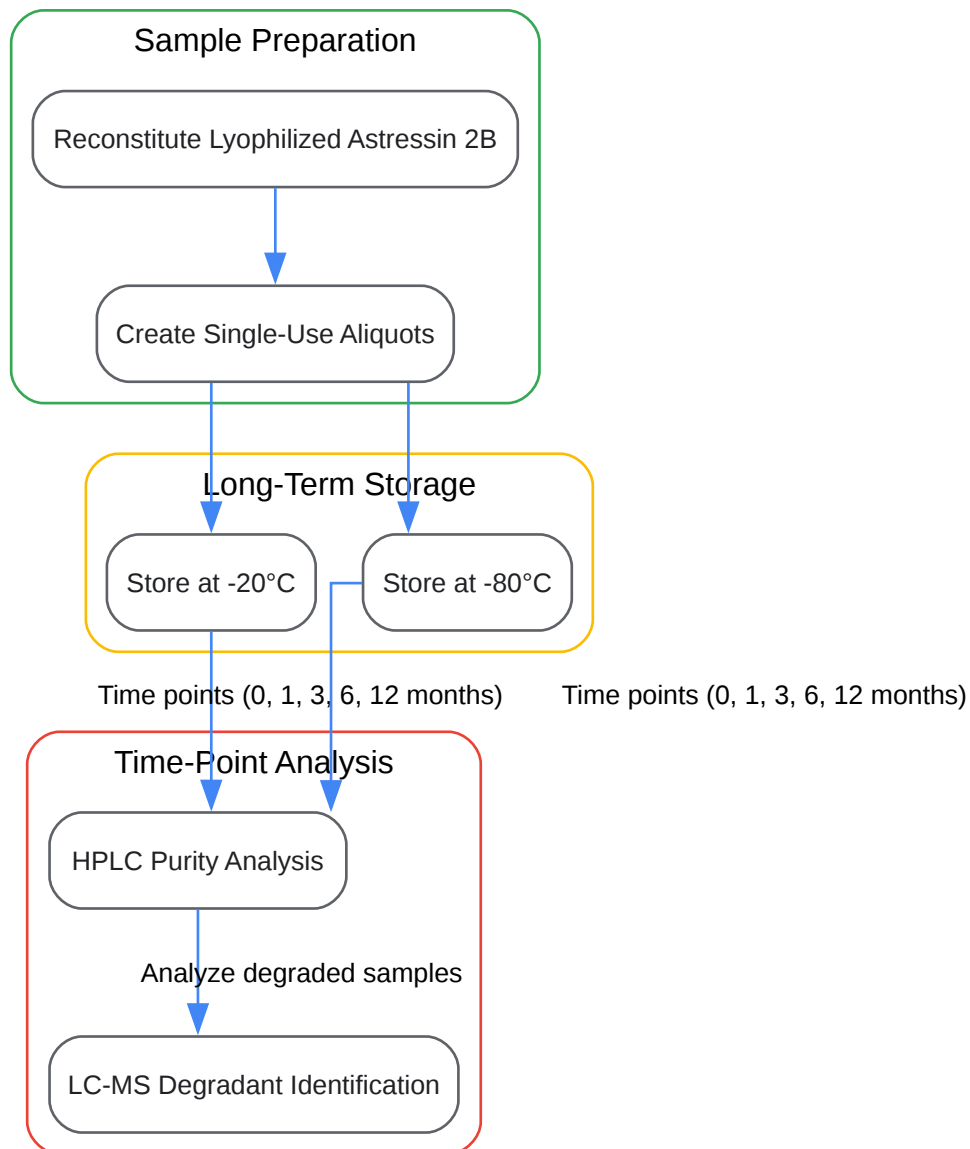 Sample Preparation
Reconstitute Lyophilized Astressin 2B
Create Single-Use Aliquots
Long-Term Storage
Store at -20°C
Store at -80°C
Time points (0, 1, 3, 6, 12 months)
Time points (0, 1, 3, 6, 12 months)
Time-Point Analysis
HPLC Purity Analysis
Analyze degraded samples
LC-MS Degradant Identification